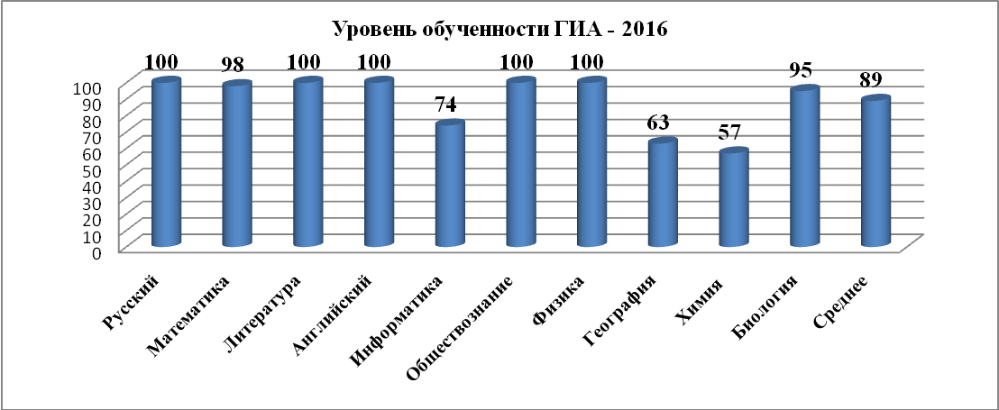 Уровень обученности ГИА - 2016
100 98 100 100 74 100 100 63 57 95 89
100
90
80
70
60
50
40
30
20
10
0
Русский
Математика
Литература
Английский
Информатика
Обществознание
Физика
География
Химия
Биология
Среднее